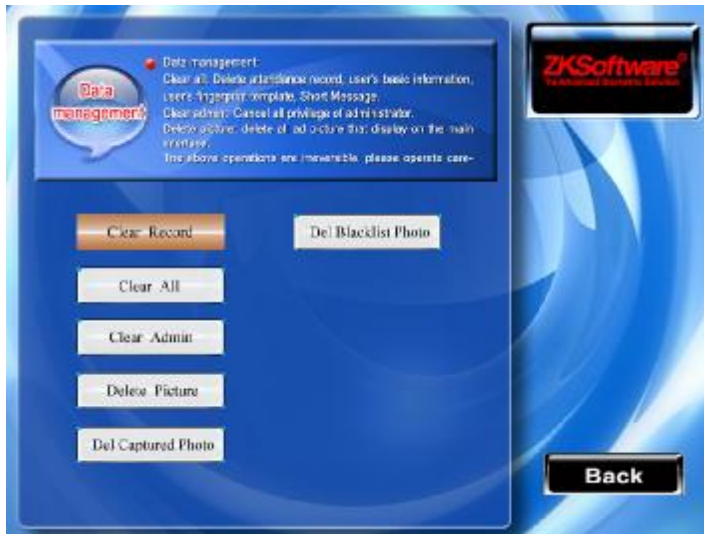 Data management:
Clear all: Delete attendance record, user's basic information,
user's fingerprint template, Short Message.
Clear admin: Cancel all privilege of administrator.
Delete picture: delete all ad picture that display on the main
interface.
The above operations are irreversible, please operate care-
Data
management
ZKSoftware®
Clear Record
Del Blacklist Photo
Clear All
Clear Admin
Delete Picture
Del Captured Photo
Back